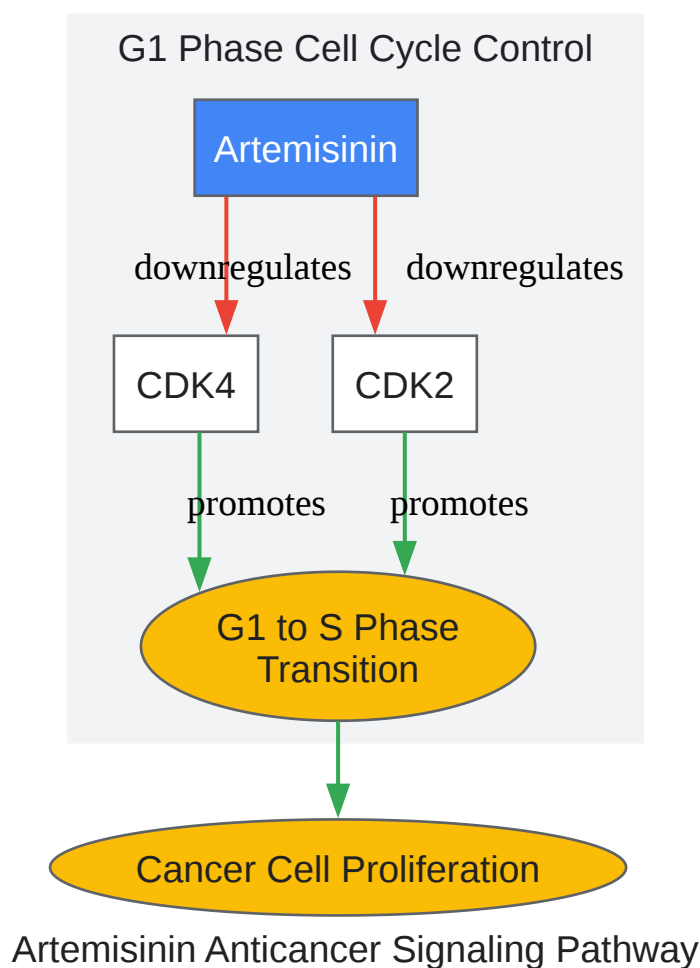 G1 Phase Cell Cycle Control
Artemisinin
downregulates
downregulates
CDK4
CDK2
promotes
promotes
G1 to S Phase
Transition
Cancer Cell Proliferation
Artemisinin Anticancer Signaling Pathway